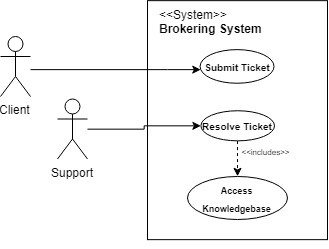 <<System>>
Brokering System
Submit Ticket
Client
Resolve Ticket
Support
<<includes>>
Access
Knowledgebase